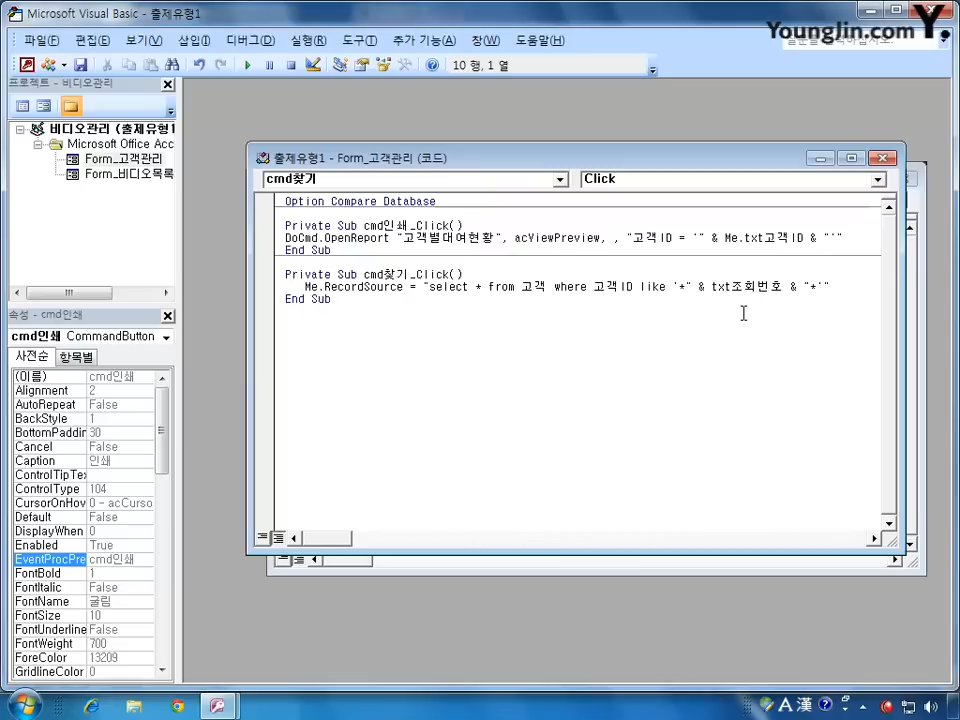 Microsoft Visual Basic - 출제유형1
YoungJin.com Y.
파일(F) 편집(E) 보기(V) 삽입(I) 디버그(D) 실행(R) 도구(T) 추가 기능(A) 창(W) 도움말(H)
10 행, 1 열
프로젝트 - 비디오관리
비디오관리 (출제유형1
Microsoft Office Acc
Form_고객관리
Form_비디오목록
출제유형1 - Form_고객관리 (코드)
cmd찾기 Click
Option Compare Database
Private Sub cmd인쇄_Click()
DoCmd.OpenReport "고객별대여현황", acViewPreview, , "고객ID = '" & Me.txt고객ID & "'"
End Sub
Private Sub cmd찾기_Click()
Me.RecordSource = "select * from 고객 where 고객ID like '*" & txt조회번호 & "*'"
End Sub
속성 - cmd인쇄
cmd인쇄 CommandButton
사전순 항목별
(이름) cmd인쇄
Alignment 2
AutoRepeat False
BackStyle 1
BottomPaddir 30
Cancel False
Caption 인쇄
ControlTipTe
ControlType 104
CursorOnHov 0 - acCurso
Default False
DisplayWhen 0
Enabled True
EventProcPre cmd인쇄
FontBold 1
FontItalic False
FontName 굴림
FontSize 10
FontUnderline False
FontWeight 700
ForeColor 13209
GridlineColor 0
A 漢